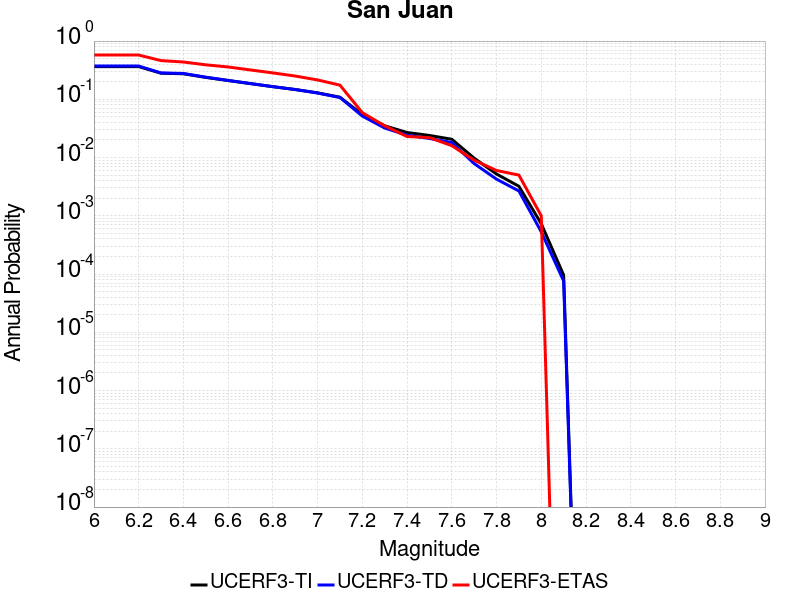 San Juan
Annual Probability
10^0
10^-1
10^-2
10^-3
10^-4
10^-5
10^-6
10^-7
10^-8
6 6.2 6.4 6.6 6.8 7 7.2 7.4 7.6 7.8 8 8.2 8.4 8.6 8.8 9
Magnitude
UCERF3-TI UCERF3-TD UCERF3-ETAS